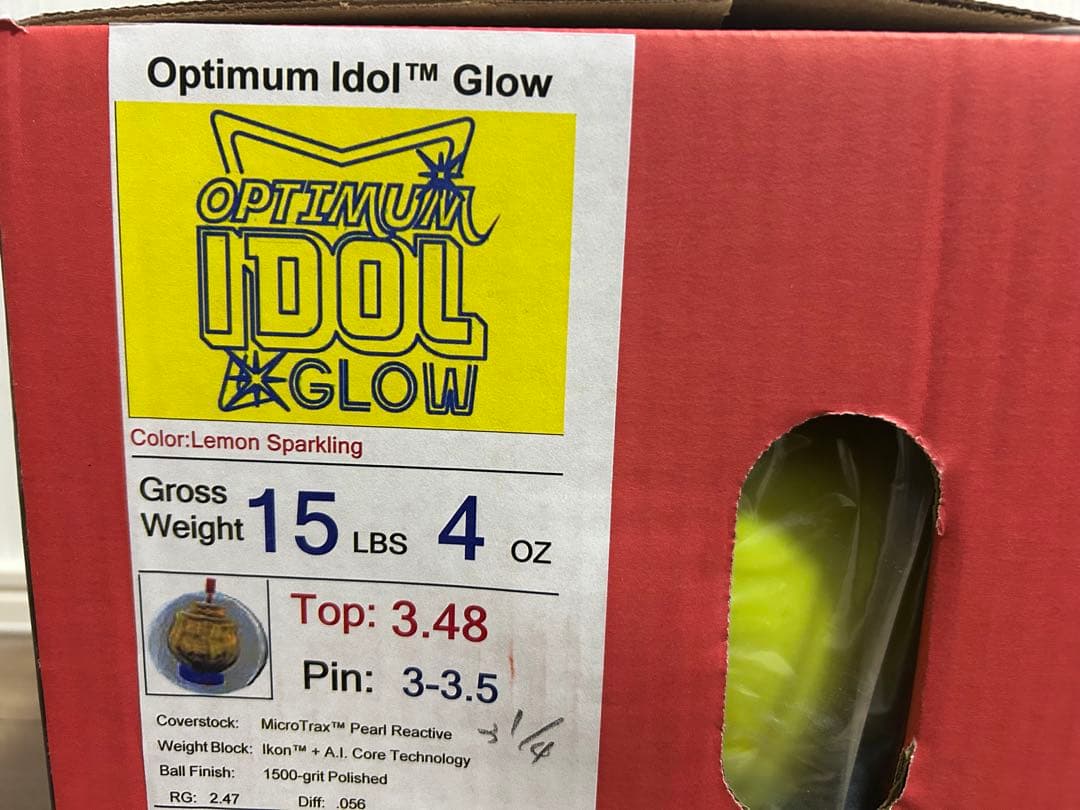 Optimum Idol™ Glow
OPTIMUM
IDOL
GLOW
Color:Lemon Sparkling
Gross
Weight 15 LBS 4 OZ
Top: 3.48
Pin: 3-3.5
3 1/4
Coverstock: MicroTrax™ Pearl Reactive
Weight Block: Ikon™ + A.I. Core Technology
Ball Finish: 1500-grit Polished
RG: 2.47 Diff: .056